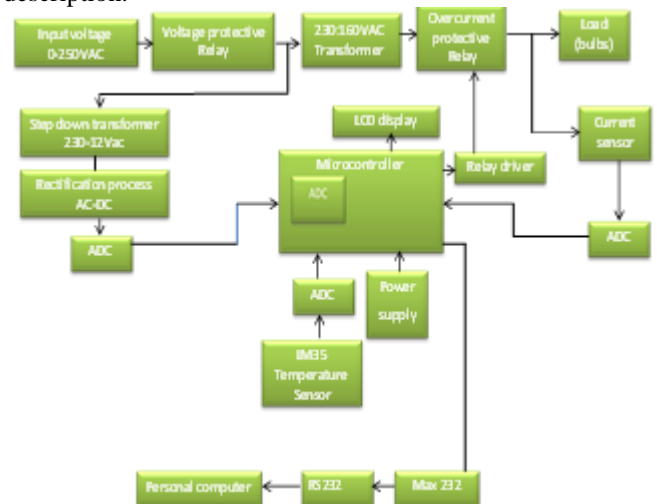 description.
Input voltage
0-250VAC
Voltage protective
Relay
230:160VAC
Transformer
Overcurrent
protective
Relay
Load
(bulbs)
Step down transformer
230-12Vac
LCD display
Current
sensor
Microcontroller
ADC
Relay driver
Rectification process
AC-DC
ADC
ADC
ADC
Power
supply
LM35
Temperature
Sensor
Personal computer
RS232
Max 232